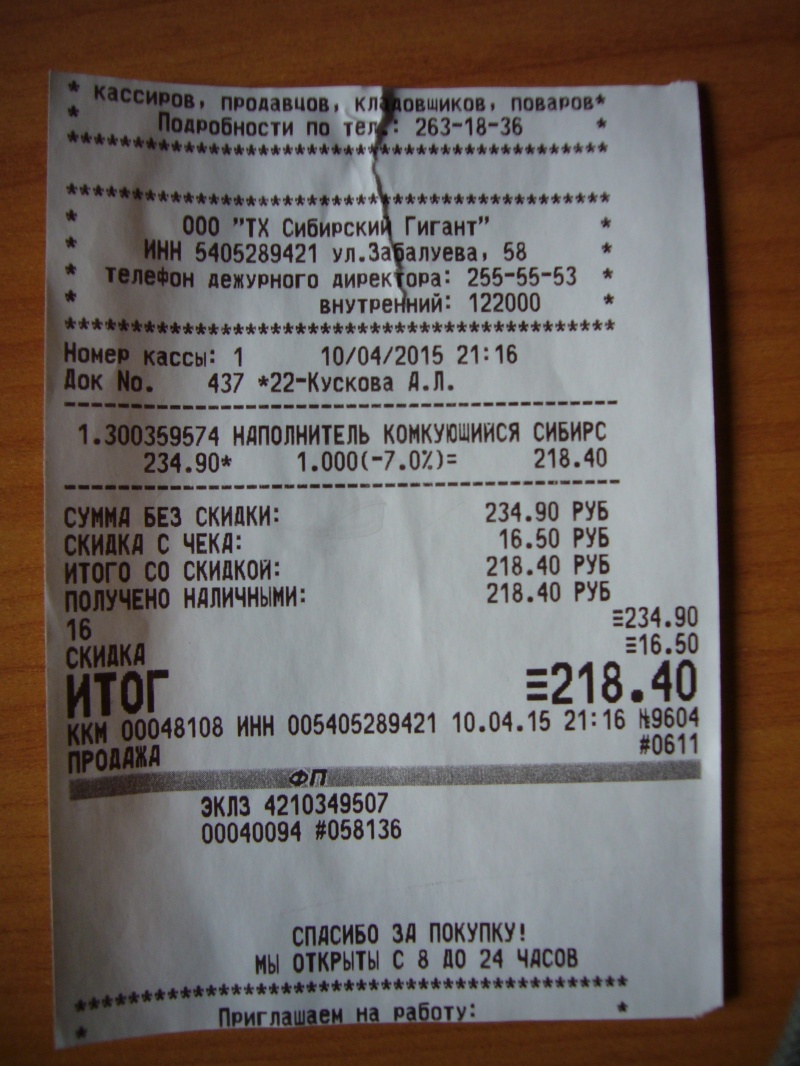 * кассиров, продавцов, кладовщиков, поваров*
* Подробности по тел.: 263-18-36 *
*******************************************
*******************************************
* ООО "ТХ Сибирский Гигант" *
* ИНН 5405289421 ул.Забалуева, 58 *
* телефон дежурного директора: 255-55-53 *
* внутренний: 122000 *
*******************************************
Номер кассы: 1 10/04/2015 21:16
Док No. 437 *22-Кускова А.Л.
--------------------------------------------
1.300359574 НАПОЛНИТЕЛЬ КОМКУЮЩИЙСЯ СИБИРС
234.90* 1.000(-7.0%)= 218.40
--------------------------------------------
СУММА БЕЗ СКИДКИ: 234.90 РУБ
СКИДКА С ЧЕКА: 16.50 РУБ
ИТОГО СО СКИДКОЙ: 218.40 РУБ
ПОЛУЧЕНО НАЛИЧНЫМИ: 218.40 РУБ
16 ≡234.90
СКИДКА ≡16.50
ИТОГ ≡218.40
ККМ 00048108 ИНН 005405289421 10.04.15 21:16 №9604
ПРОДАЖА #0611
ФП
ЭКЛЗ 4210349507
00040094 #058136
СПАСИБО ЗА ПОКУПКУ!
МЫ ОТКРЫТЫ С 8 ДО 24 ЧАСОВ
*******************************************
* Приглашаем на работу: *